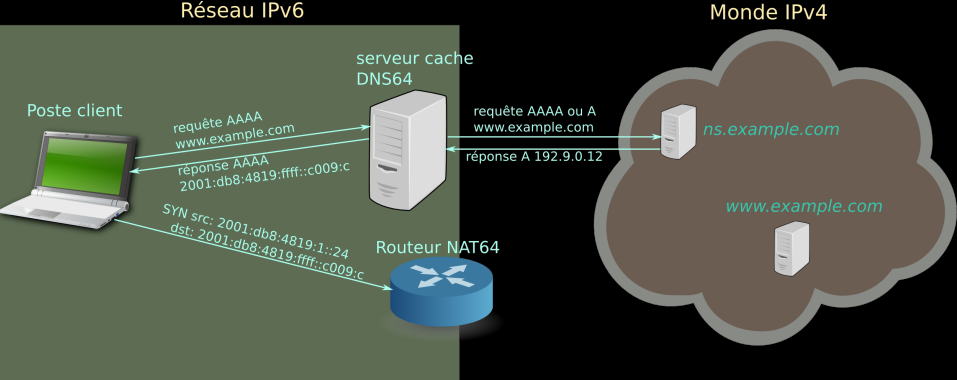 Réseau IPv6
Monde IPv4
serveur cache
DNS64
Poste client
requête AAAA
www.example.com
réponse AAAA
2001:db8:4819:ffff::c009:c
requête AAAA ou A
www.example.com
réponse A 192.9.0.12
ns.example.com
www.example.com
SYN src: 2001:db8:4819:1::24
dst: 2001:db8:4819:ffff::c009:c
Routeur NAT64